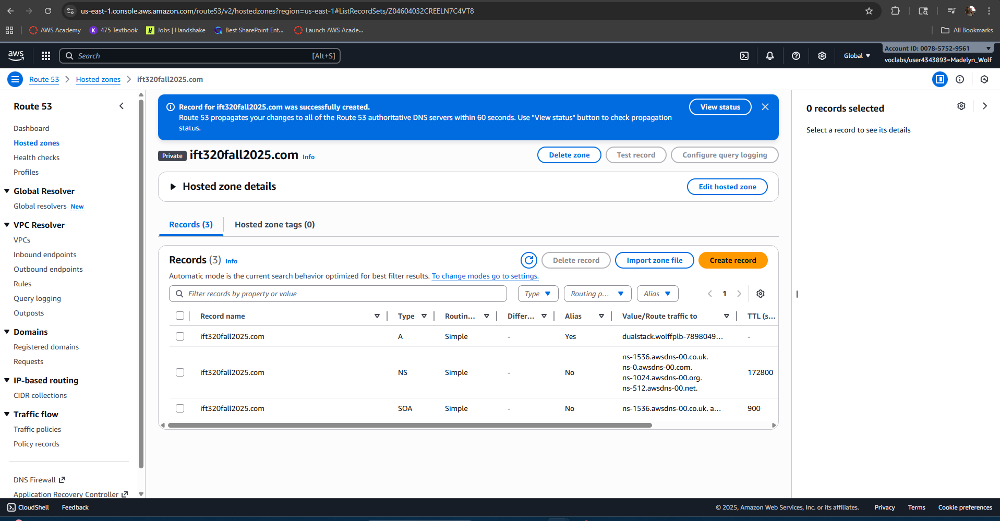 us-east-1.console.aws.amazon.com/route53/v2/hostedzones?region=us-east-1#ListRecordSets/Z04604032CREELN7C4VT8
AWS Academy
475 Textbook
Jobs | Handshake
Best SharePoint Ent...
Launch AWS Acade...
All Bookmarks
aws
Search
[Alt+S]
Global
Account ID: 0078-5752-9561
voclabs/user4343893=Madelyn_Wolf
Route 53
Hosted zones
ift320fall2025.com
Route 53
Dashboard
Hosted zones
Health checks
Profiles
Global Resolver
Global resolvers New
VPC Resolver
VPCs
Inbound endpoints
Outbound endpoints
Rules
Query logging
Outposts
Domains
Registered domains
Requests
IP-based routing
CIDR collections
Traffic flow
Traffic policies
Policy records
DNS Firewall
Application Recovery Controller
Record for ift320fall2025.com was successfully created.
Route 53 propagates your changes to all of the Route 53 authoritative DNS servers within 60 seconds. Use "View status" button to check propagation
status.
View status
Private ift320fall2025.com Info
Delete zone
Test record
Configure query logging
Hosted zone details
Edit hosted zone
Records (3)
Hosted zone tags (0)
Records (3) Info
Delete record
Import zone file
Create record
Automatic mode is the current search behavior optimized for best filter results. To change modes go to settings.
Filter records by property or value
Type
Routing p...
Alias
1
Record name Type Routin... Differ... Alias Value/Route traffic to TTL (s...
ift320fall2025.com A Simple - Yes dualstack.wolffplb-7898049... -
ift320fall2025.com NS Simple - No ns-1536.awsdns-00.co.uk.
ns-0.awsdns-00.com.
ns-1024.awsdns-00.org.
ns-512.awsdns-00.net.
172800
ift320fall2025.com SOA Simple - No ns-1536.awsdns-00.co.uk. a... 900
0 records selected
Select a record to see its details
CloudShell
Feedback
© 2025, Amazon Web Services, Inc. or its affiliates.
Privacy
Terms
Cookie preferences